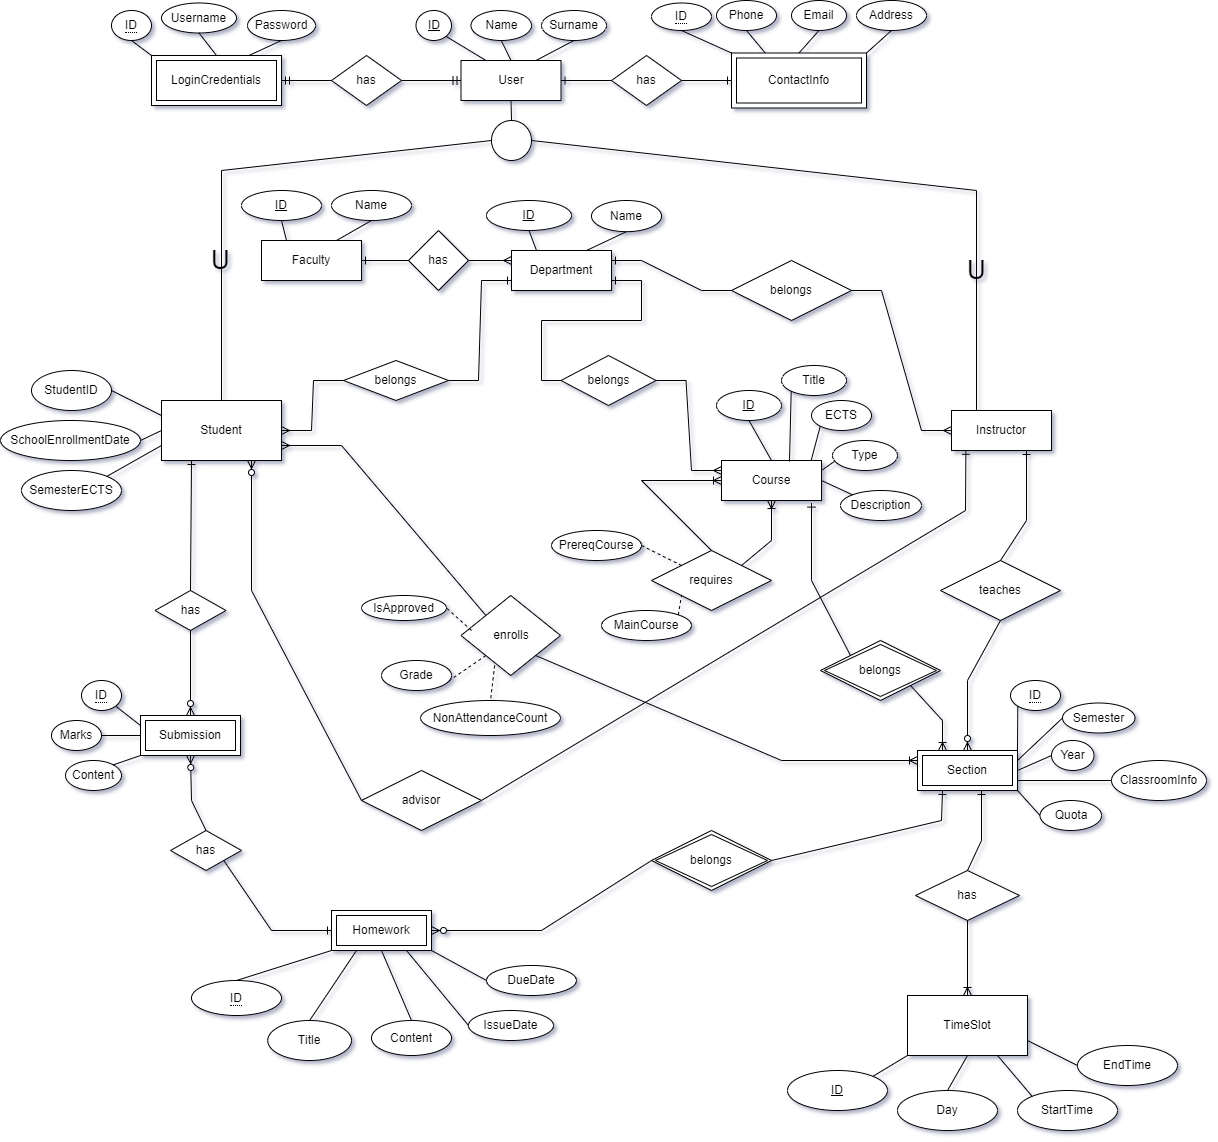 ID
Username
Password
ID
Name
Surname
ID
Phone
Email
Address
LoginCredentials
has
User
has
ContactInfo
ID
Name
ID
Name
Faculty
has
Department
belongs
belongs
belongs
StudentID
SchoolEnrollmentDate
SemesterECTS
Student
ID
Title
ECTS
Type
Description
Course
Instructor
PrereqCourse
requires
MainCourse
teaches
has
IsApproved
enrolls
Grade
NonAttendanceCount
belongs
ID
Marks
Content
Submission
ID
Semester
Year
ClassroomInfo
Quota
Section
advisor
has
belongs
has
Homework
ID
Title
Content
IssueDate
DueDate
TimeSlot
ID
Day
StartTime
EndTime